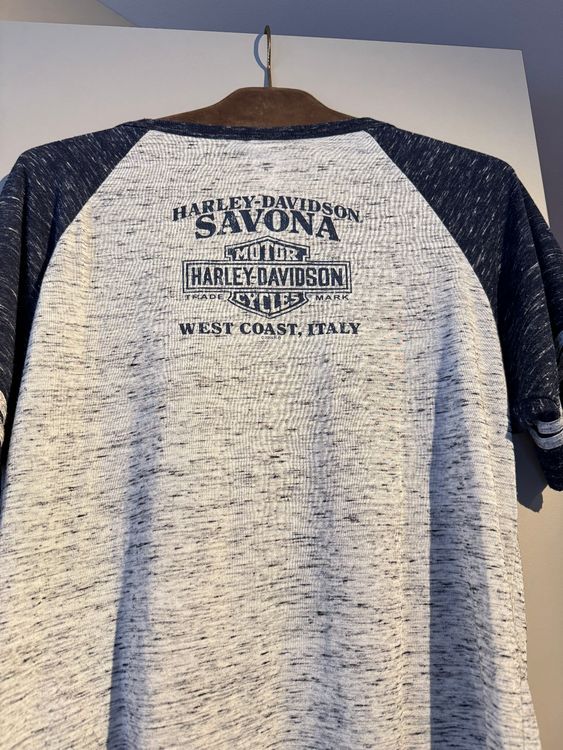 HARLEY-DAVIDSON
SAVONA
MOTOR
HARLEY-DAVIDSON
TRADE MARK
CYCLES
WEST COAST, ITALY